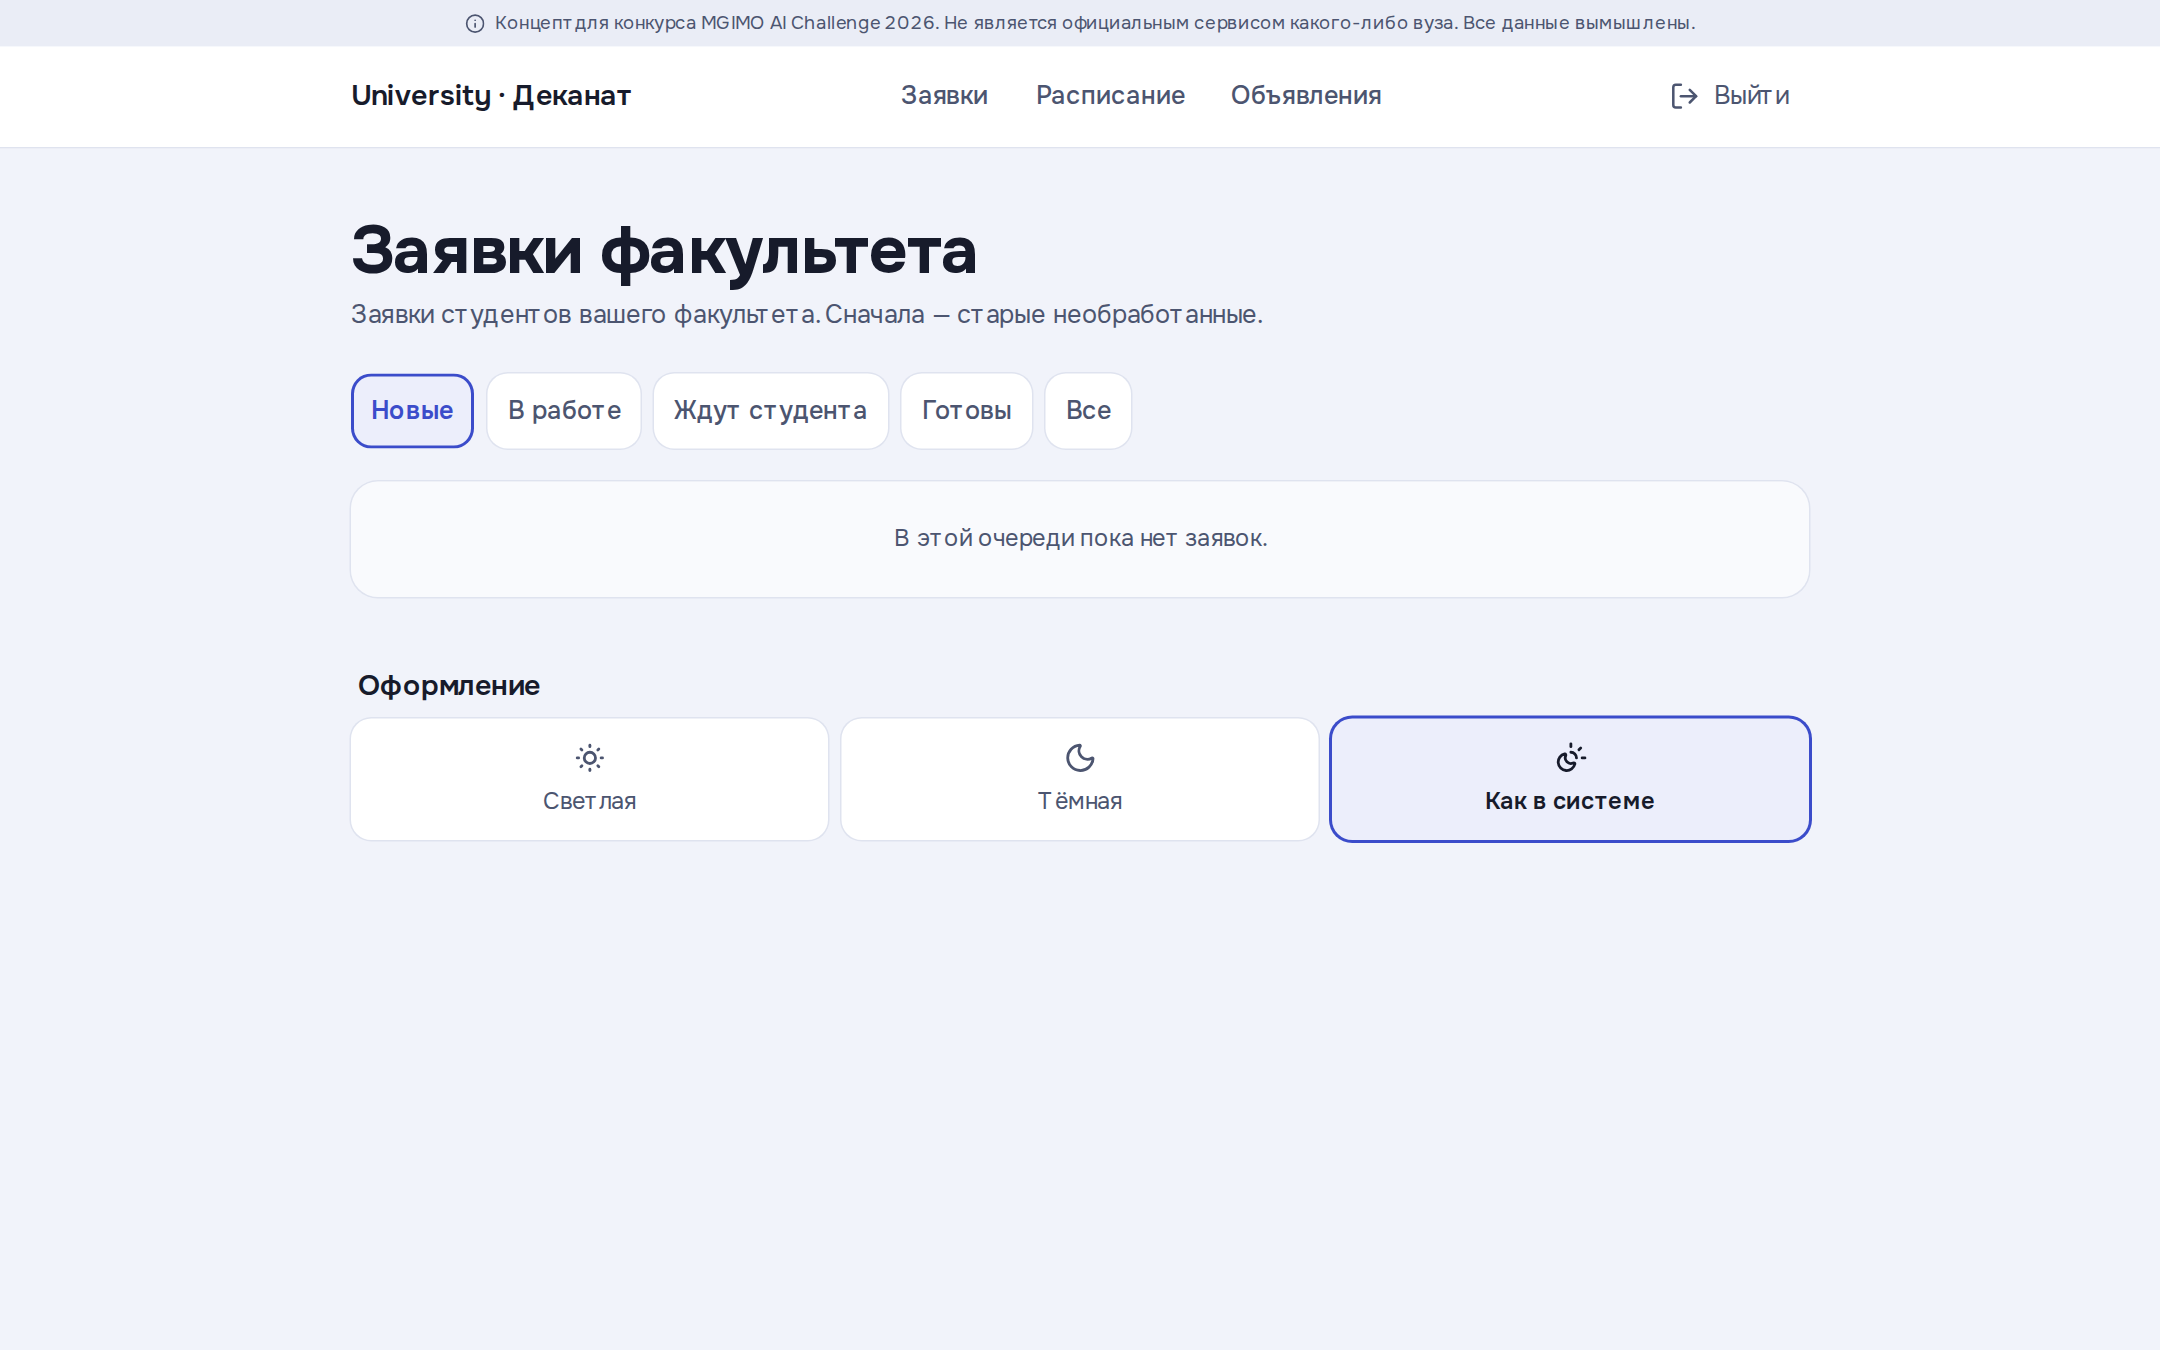 Концепт для конкурса MGIMO AI Challenge 2026. Не является официальным сервисом какого-либо вуза. Все данные вымышлены.
University · Деканат
Заявки
Расписание
Объявления
Выйти
Заявки факультета
Заявки студентов вашего факультета. Сначала — старые необработанные.
Новые
В работе
Ждут студента
Готовы
Все
В этой очереди пока нет заявок.
Оформление
Светлая
Тёмная
Как в системе